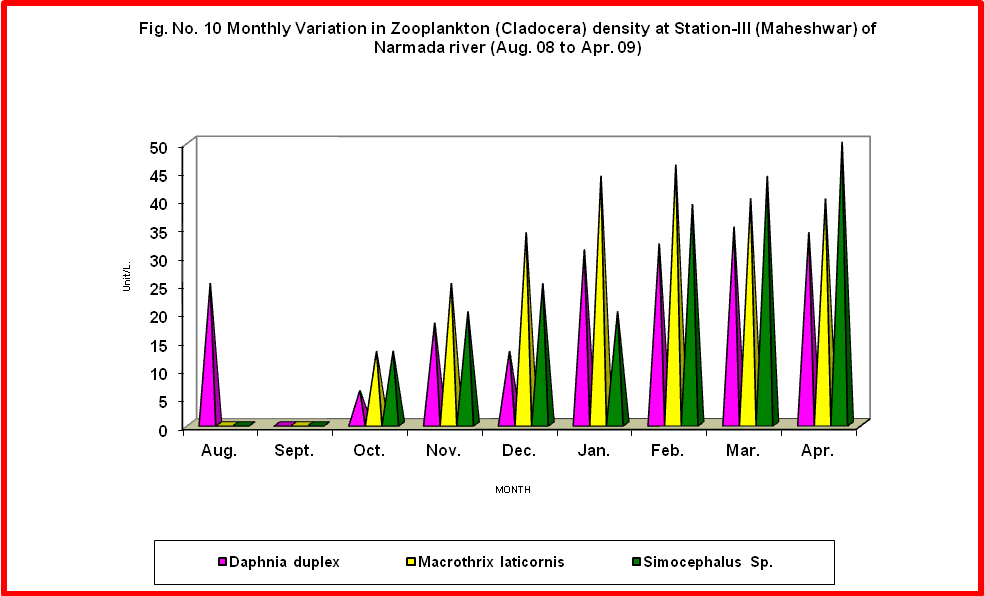 Fig. No. 10 Monthly Variation in Zooplankton (Cladocera) density at Station-III (Maheshwar) of
Narmada river (Aug. 08 to Apr. 09)
50
45
40
35
30
25
20
15
10
5
0
Unit/L.
Aug. Sept. Oct. Nov. Dec. Jan. Feb. Mar. Apr.
MONTH
Daphnia duplex Macrothrix laticornis Simocephalus Sp.